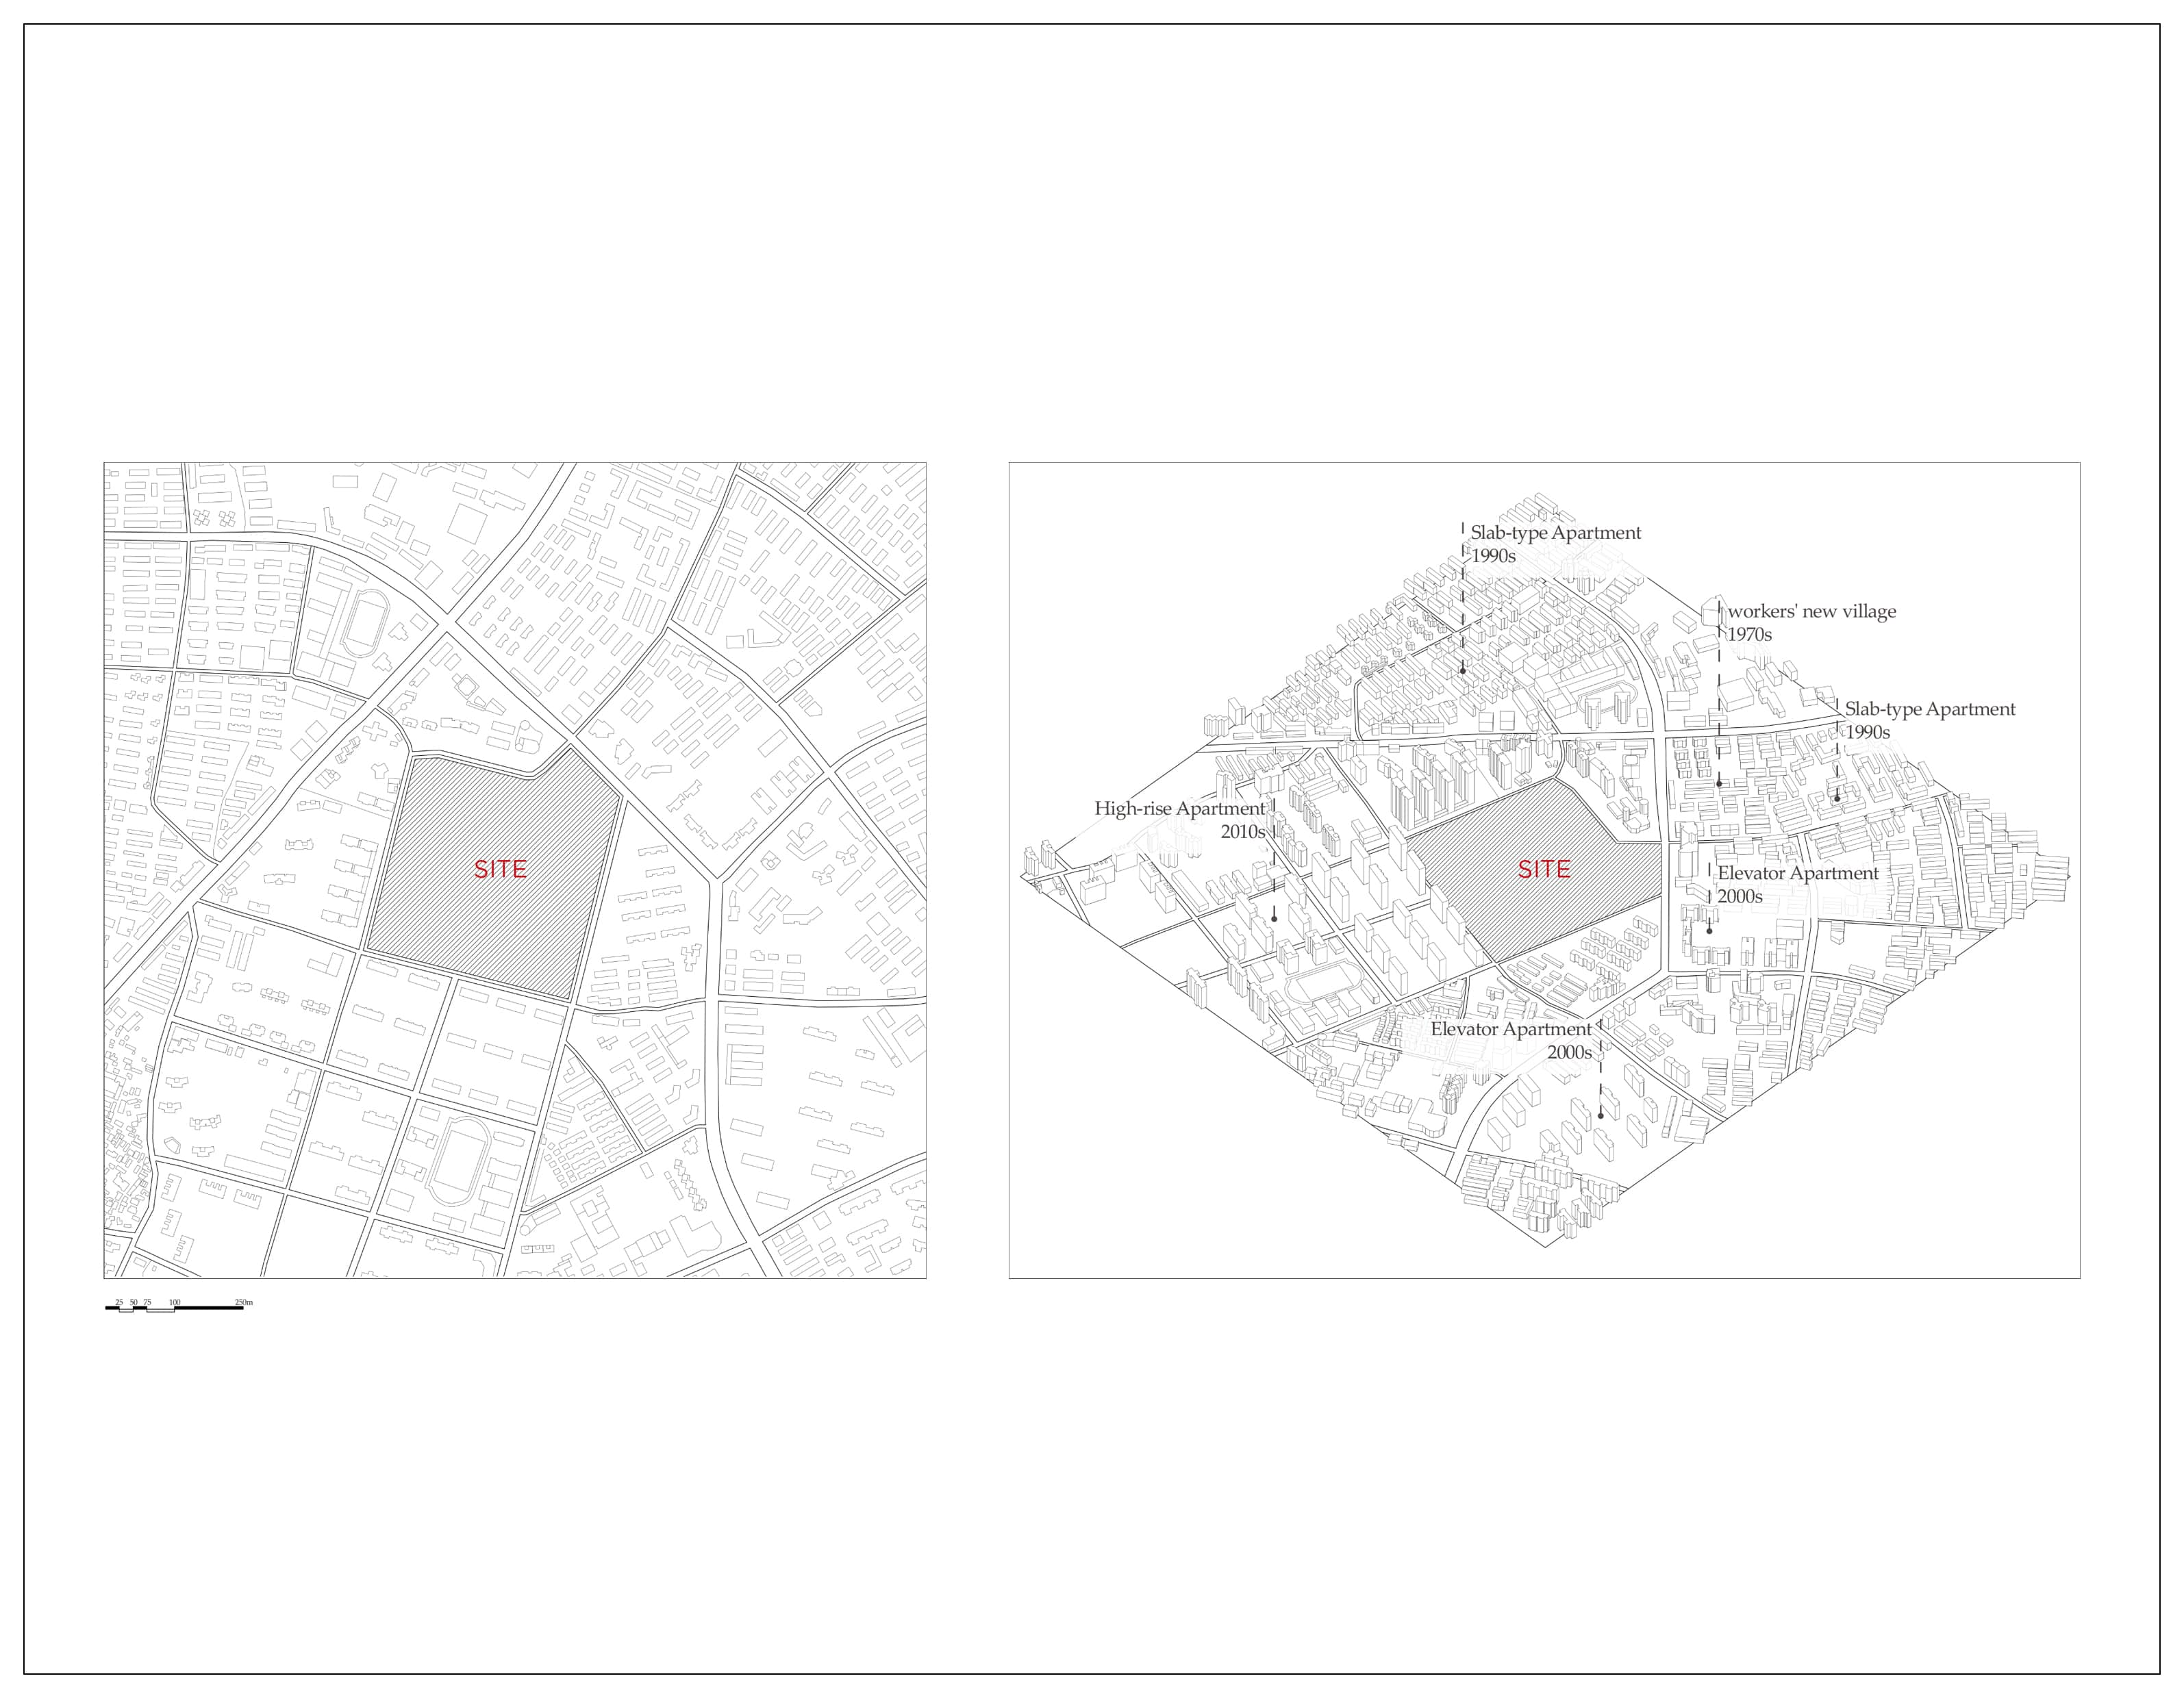 SITE
25 50 75 100 250m
Slab-type Apartment
1990s
workers' new village
1970s
Slab-type Apartment
1990s
High-rise Apartment
2010s
SITE
Elevator Apartment
2000s
Elevator Apartment
2000s